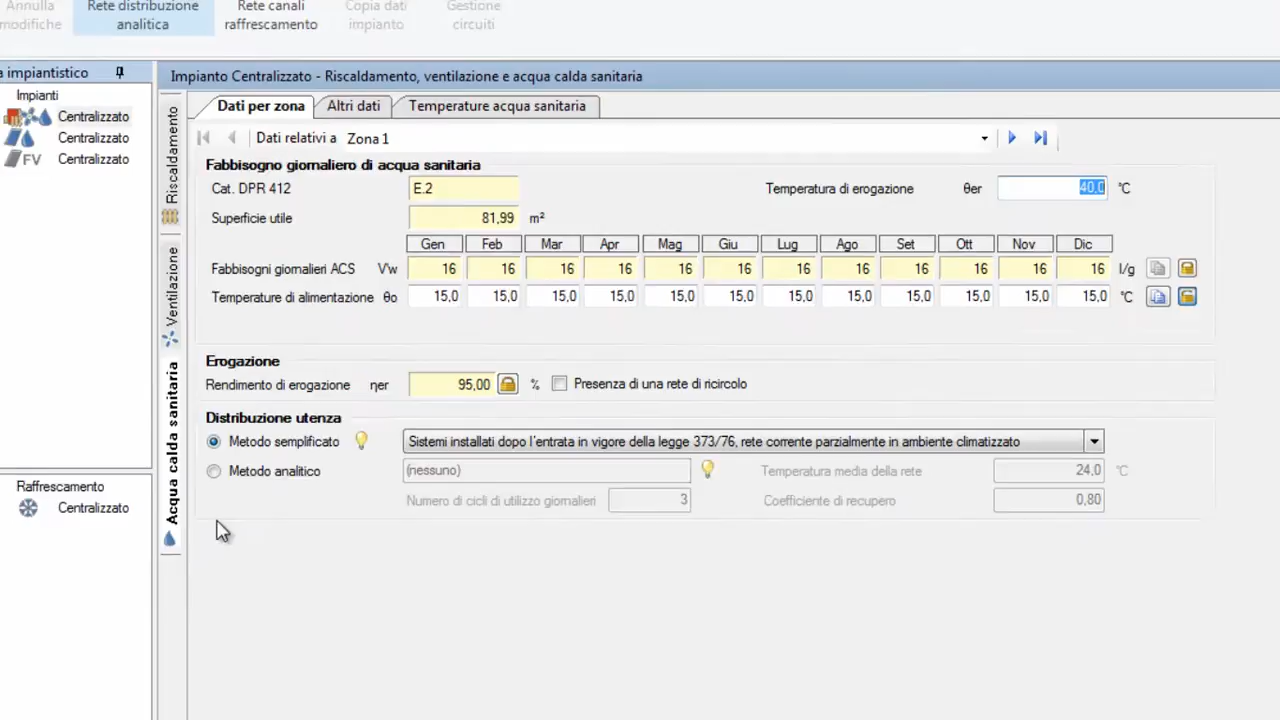 Annulla
modifiche
Rete distribuzione
analitica
Rete canali
raffrescamento
Copia dati
impianto
Gestione
circuiti
a impiantistico
Impianti
Centralizzato
Centralizzato
FV Centralizzato
Raffrescamento
Centralizzato
Riscaldamento
Ventilazione
Acqua calda sanitaria
Impianto Centralizzato - Riscaldamento, ventilazione e acqua calda sanitaria
Dati per zona Altri dati Temperature acqua sanitaria
Dati relativi a Zona 1
Fabbisogno giornaliero di acqua sanitaria
Cat. DPR 412 E.2 Temperatura di erogazione θer 40,0 °C
Superficie utile 81,99 m²
Gen Feb Mar Apr Mag Giu Lug Ago Set Ott Nov Dic
Fabbisogni giornalieri ACS V'w 16 16 16 16 16 16 16 16 16 16 16 16 l/g
Temperature di alimentazione θo 15,0 15,0 15,0 15,0 15,0 15,0 15,0 15,0 15,0 15,0 15,0 15,0 °C
Erogazione
Rendimento di erogazione ηer 95,00 % Presenza di una rete di ricircolo
Distribuzione utenza
Metodo semplificato Sistemi installati dopo l'entrata in vigore della legge 373/76, rete corrente parzialmente in ambiente climatizzato
Metodo analitico (nessuno) Temperatura media della rete 24,0 °C
Numero di cicli di utilizzo giornalieri 3 Coefficiente di recupero 0,80